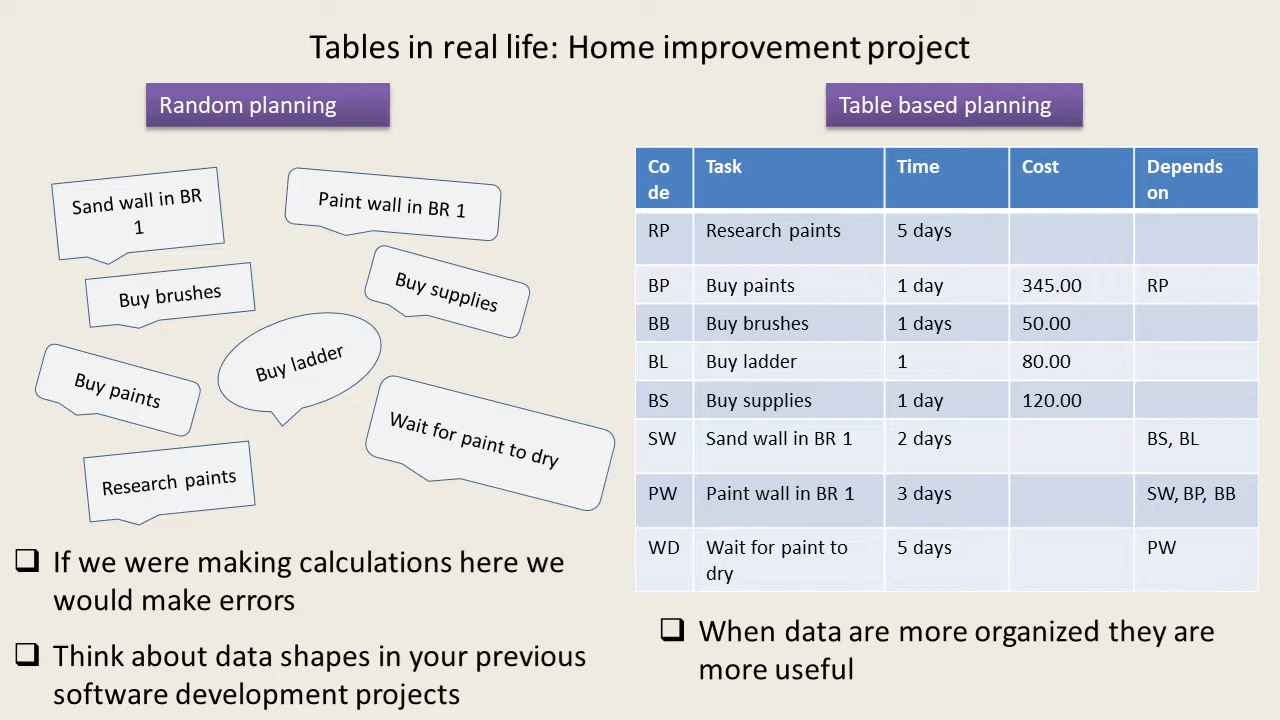 Tables in real life: Home improvement project
Random planning
Sand wall in BR
1
Paint wall in BR 1
Buy brushes
Buy supplies
Buy ladder
Buy paints
Wait for paint to dry
Research paints
If we were making calculations here we
would make errors
Think about data shapes in your previous
software development projects
Table based planning
Co
de
Task
Time
Cost
Depends
on
RP
Research paints
5 days
BP
Buy paints
1 day
345.00
RP
BB
Buy brushes
1 days
50.00
BL
Buy ladder
1
80.00
BS
Buy supplies
1 day
120.00
SW
Sand wall in BR 1
2 days
BS, BL
PW
Paint wall in BR 1
3 days
SW, BP, BB
WD
Wait for paint to
dry
5 days
PW
When data are more organized they are
more useful